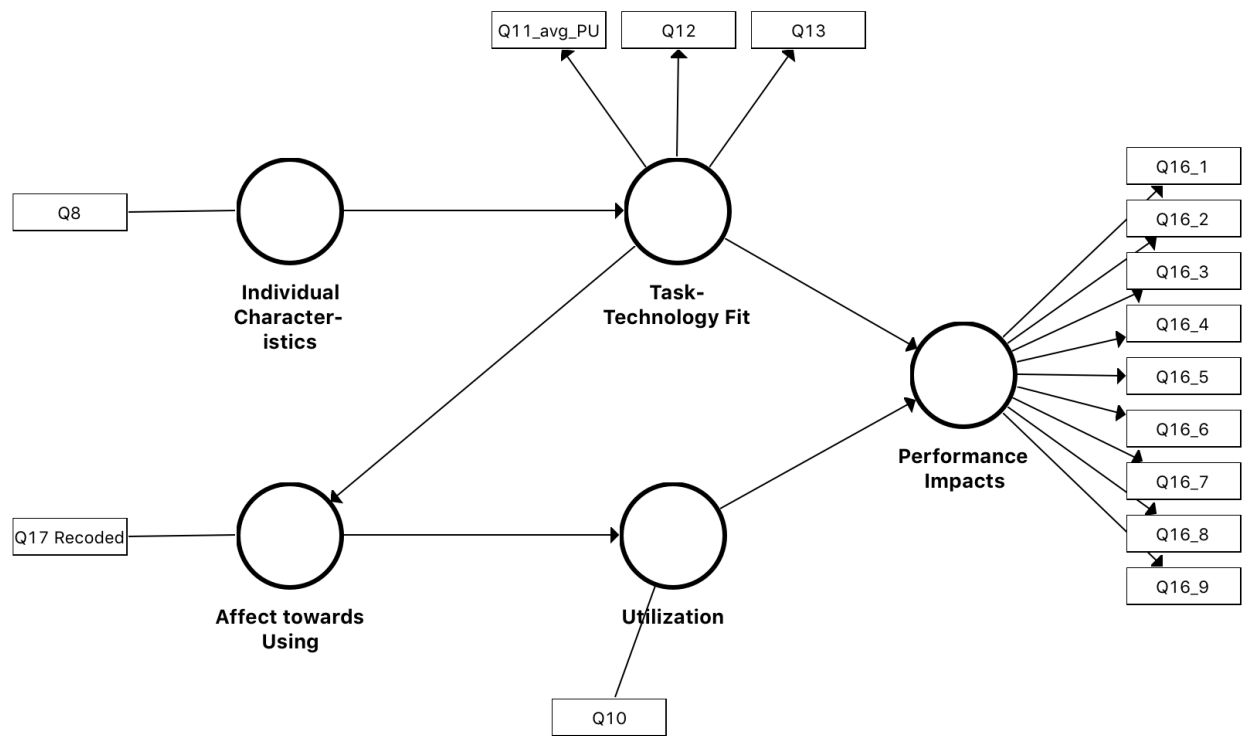 Q11_avg_PU
Q12
Q13
Q8
Individual
Character-
istics
Task-
Technology Fit
Q16_1
Q16_2
Q16_3
Q16_4
Q16_5
Q16_6
Q16_7
Q16_8
Q16_9
Performance
Impacts
Q17 Recoded
Affect towards
Using
Utilization
Q10